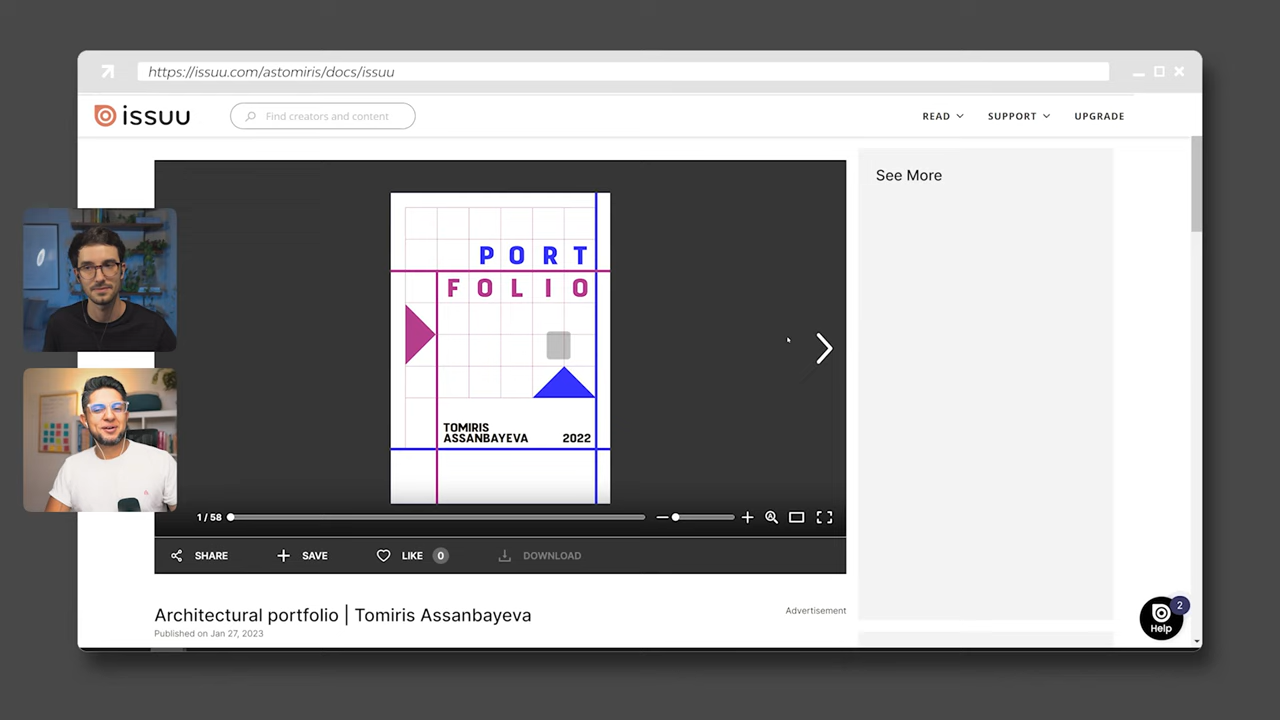 https://issuu.com/astomiris/docs/issuu
issuu
Find creators and content
READ
SUPPORT
UPGRADE
See More
PORT
FOLIO
TOMIRIS
ASSANBAYEVA
2022
1 / 58
SHARE
SAVE
LIKE
0
DOWNLOAD
Architectural portfolio | Tomiris Assanbayeva
Advertisement
Published on Jan 27, 2023
2
Help